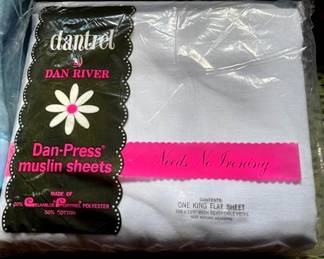 dantrel
by
DAN RIVER
Dan-Press®
muslin sheets
Needs No Ironing
MADE OF
50% COTTON
CONTENTS:
ONE KING FLAT SHEET